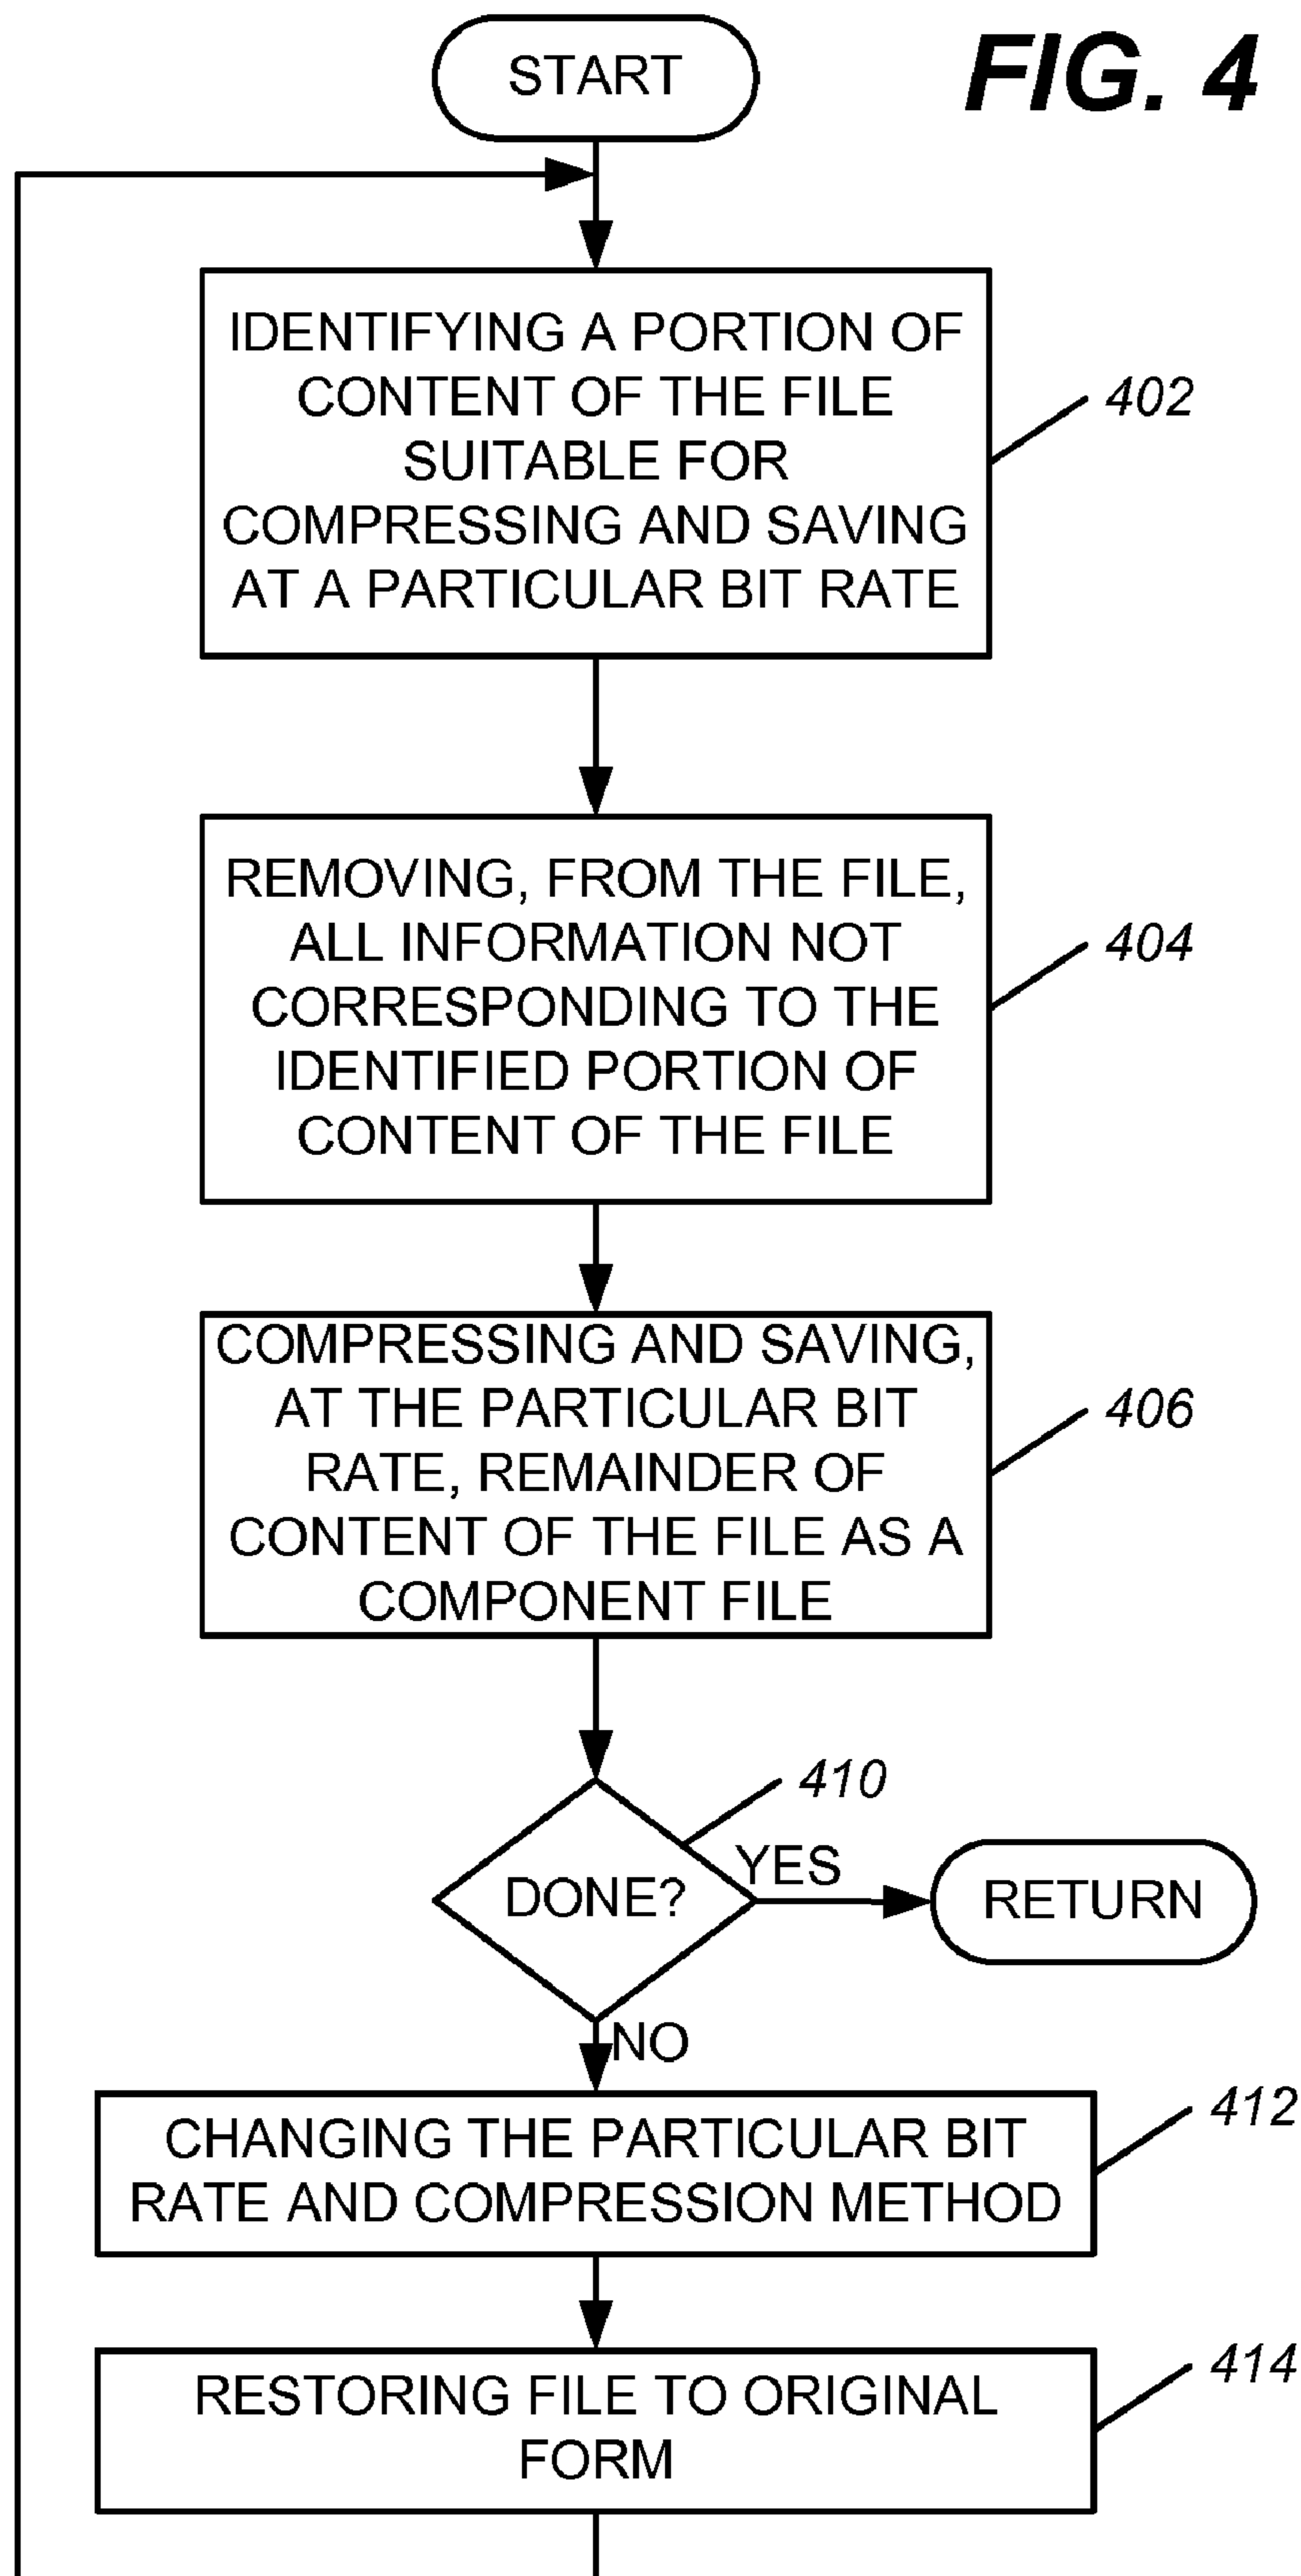 START
FIG. 4
IDENTIFYING A PORTION OF
CONTENT OF THE FILE
SUITABLE FOR
COMPRESSING AND SAVING
AT A PARTICULAR BIT RATE
402
REMOVING, FROM THE FILE,
ALL INFORMATION NOT
CORRESPONDING TO THE
IDENTIFIED PORTION OF
CONTENT OF THE FILE
404
COMPRESSING AND SAVING,
AT THE PARTICULAR BIT
RATE, REMAINDER OF
CONTENT OF THE FILE AS A
COMPONENT FILE
406
410
DONE?
YES
RETURN
NO
CHANGING THE PARTICULAR BIT
RATE AND COMPRESSION METHOD
412
RESTORING FILE TO ORIGINAL
FORM
414